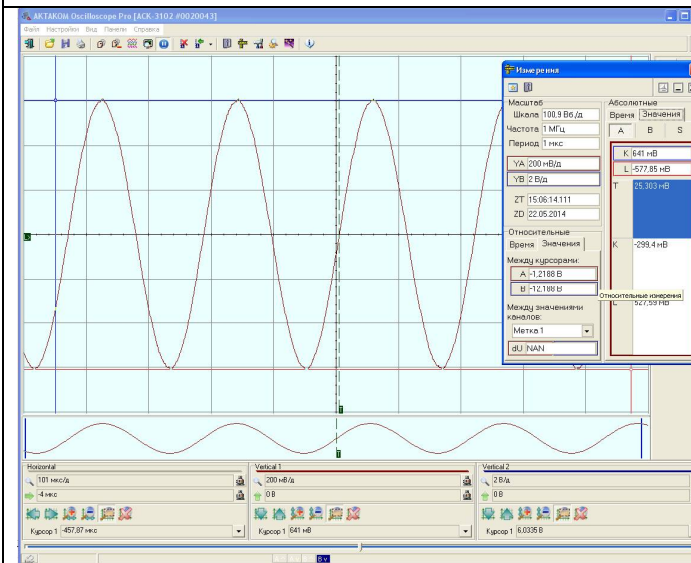 AKTAKOM Oscilloscope Pro [ACK-3102 #0020043]
Файл Настройки Вид Панели Справка
Измерения
Масштаб
Шкала 100,9 Вб./д
Частота 1 МГц
Период 1 мкс
YA 200 мВ/д
YB 2 В/д
ZT 15:06:14.111
ZD 22.05.2014
Относительные
Время Значения
Между курсорами:
A -1,2188 В
B -12,188 В
Между значениями
каналов:
Метка 1
dU NAN
Абсолютные
Время Значения
A B S
K 641 мВ
L -577,85 мВ
T 25,303 мВ
K -299,4 мВ
Относительные измерения
L 527,59 мВ
T
T
Horizontal
101 мкс/д
-4 мкс
Курсор 1 -457,87 мкс
Vertical 1
200 мВ/д
0 В
Курсор 1 641 мВ
Vertical 2
2 В/д
0 В
Курсор 1 6,0335 В